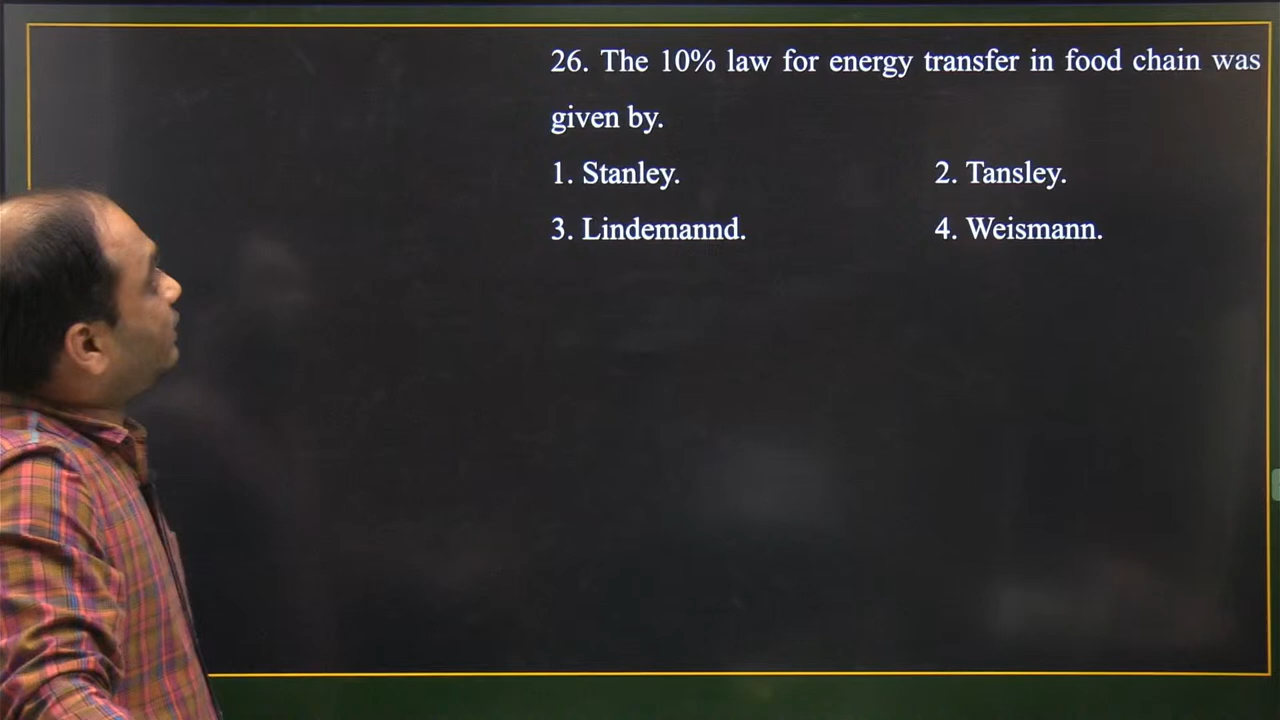 26. The 10% law for energy transfer in food chain was
given by.
1. Stanley. 2. Tansley.
3. Lindemannd. 4. Weismann.